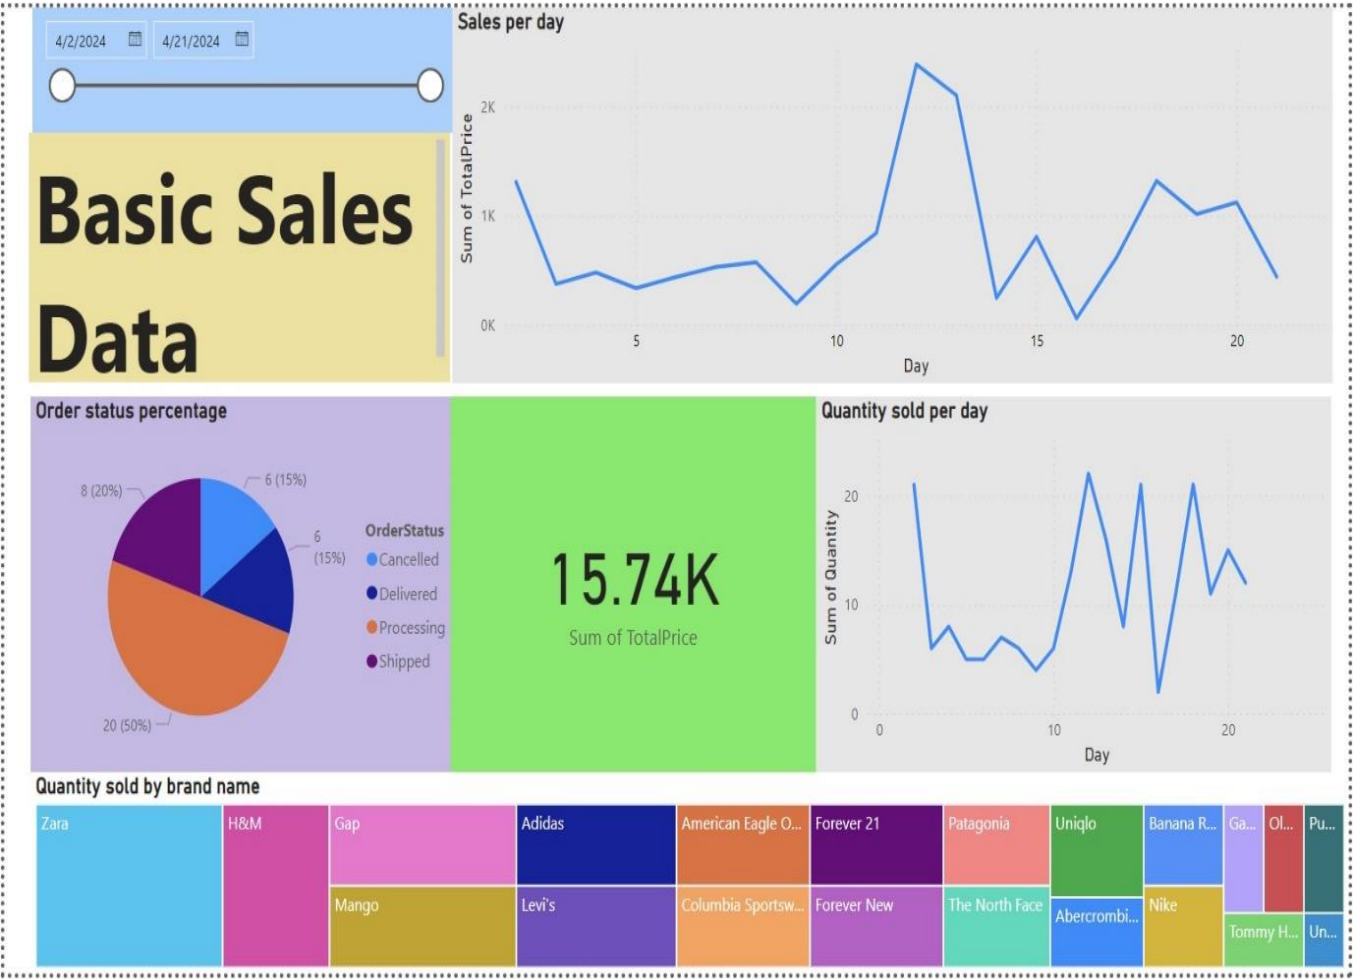 4/2/2024
4/21/2024
Basic Sales
Data
Sales per day
Sum of TotalPrice
2K
1K
0K
5
10
15
20
Day
Order status percentage
8 (20%)
6 (15%)
6
(15%)
20 (50%)
OrderStatus
Cancelled
Delivered
Processing
Shipped
15.74K
Sum of TotalPrice
Quantity sold per day
Sum of Quantity
20
10
0
0
10
20
Day
Quantity sold by brand name
Zara
H&M
Gap
Mango
Adidas
Levi's
American Eagle O...
Columbia Sportsw...
Forever 21
Forever New
Patagonia
The North Face
Uniqlo
Abercrombi...
Banana R...
Nike
Ga...
Ol...
Pu...
Tommy H...
Un...